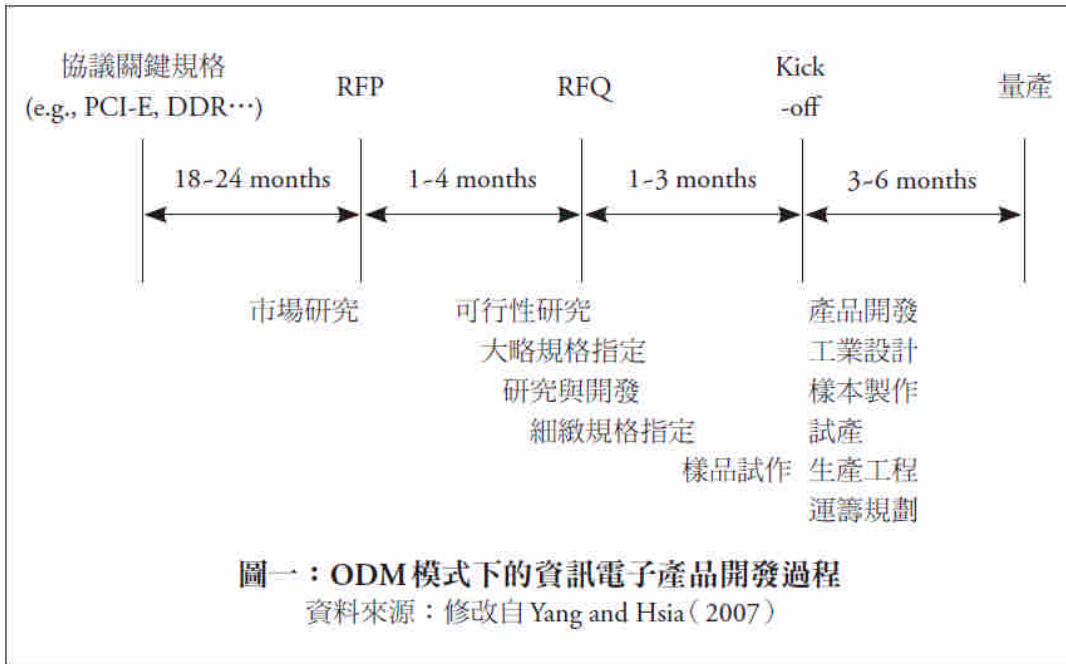 協議關鍵規格
(e.g., PCI-E, DDR…)
RFP
RFQ
Kick
-off
量產
18~24 months
1~4 months
1~3 months
3~6 months
市場研究
可行性研究
大略規格指定
研究與開發
細緻規格指定
樣品試作
產品開發
工業設計
樣本製作
試產
生產工程
運籌規劃
圖一：ODM模式下的資訊電子產品開發過程
資料來源：修改自Yang and Hsia（2007）